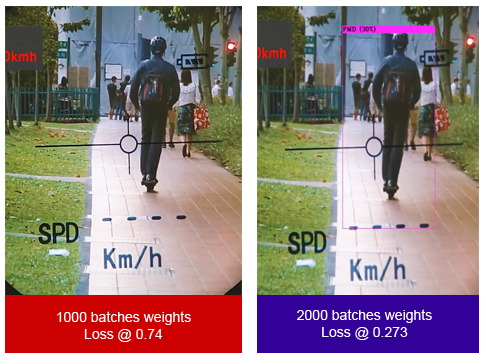 0kmh
SPD
Km/h
1000 batches weights
Loss @ 0.74
PMD (30%)
0kmh
SPD
Km/h
2000 batches weights
Loss @ 0.273